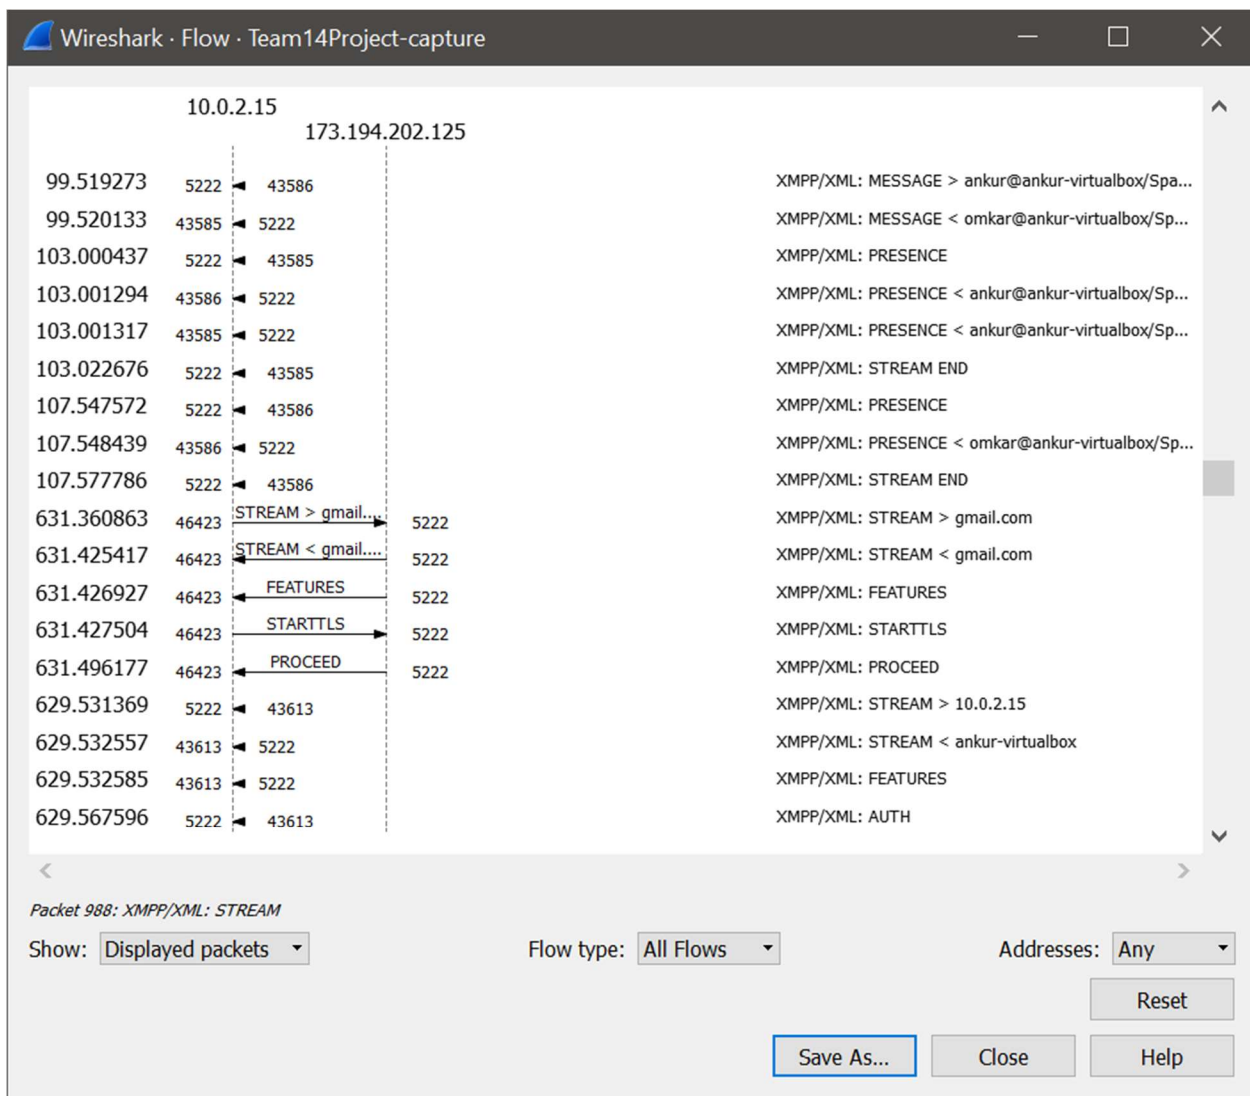 Wireshark · Flow · Team14Project-capture
10.0.2.15
173.194.202.125
99.519273 5222 43586 XMPP/XML: MESSAGE > ankur@ankur-virtualbox/Spa...
99.520133 43585 5222 XMPP/XML: MESSAGE < omkar@ankur-virtualbox/Sp...
103.000437 5222 43585 XMPP/XML: PRESENCE
103.001294 43586 5222 XMPP/XML: PRESENCE < ankur@ankur-virtualbox/Sp...
103.001317 43585 5222 XMPP/XML: PRESENCE < ankur@ankur-virtualbox/Sp...
103.022676 5222 43585 XMPP/XML: STREAM END
107.547572 5222 43586 XMPP/XML: PRESENCE
107.548439 43586 5222 XMPP/XML: PRESENCE < omkar@ankur-virtualbox/Sp...
107.577786 5222 43586 XMPP/XML: STREAM END
631.360863 46423 STREAM > gmail.... 5222 XMPP/XML: STREAM > gmail.com
631.425417 46423 STREAM < gmail.... 5222 XMPP/XML: STREAM < gmail.com
631.426927 46423 FEATURES 5222 XMPP/XML: FEATURES
631.427504 46423 STARTTLS 5222 XMPP/XML: STARTTLS
631.496177 46423 PROCEED 5222 XMPP/XML: PROCEED
629.531369 5222 43613 XMPP/XML: STREAM > 10.0.2.15
629.532557 43613 5222 XMPP/XML: STREAM < ankur-virtualbox
629.532585 43613 5222 XMPP/XML: FEATURES
629.567596 5222 43613 XMPP/XML: AUTH
Packet 988: XMPP/XML: STREAM
Show: Displayed packets Flow type: All Flows Addresses: Any
Reset
Save As... Close Help